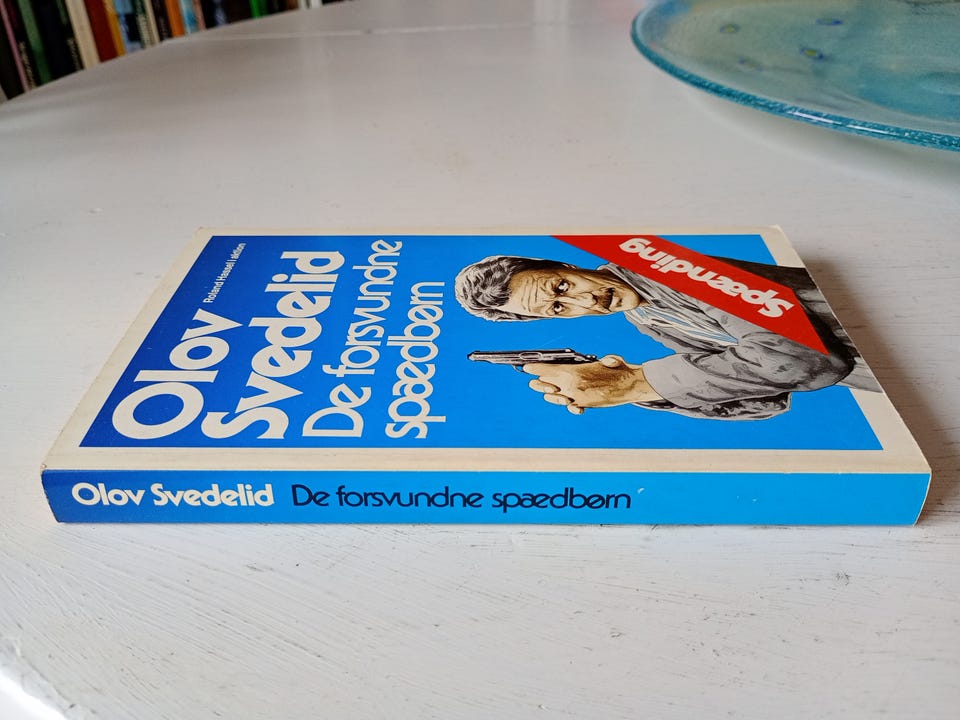 Roland Hassel i aktion
Olov
Svedelid
De forsvundne
spædbørn
Spænding
Olov Svedelid De forsvundne spædbørn